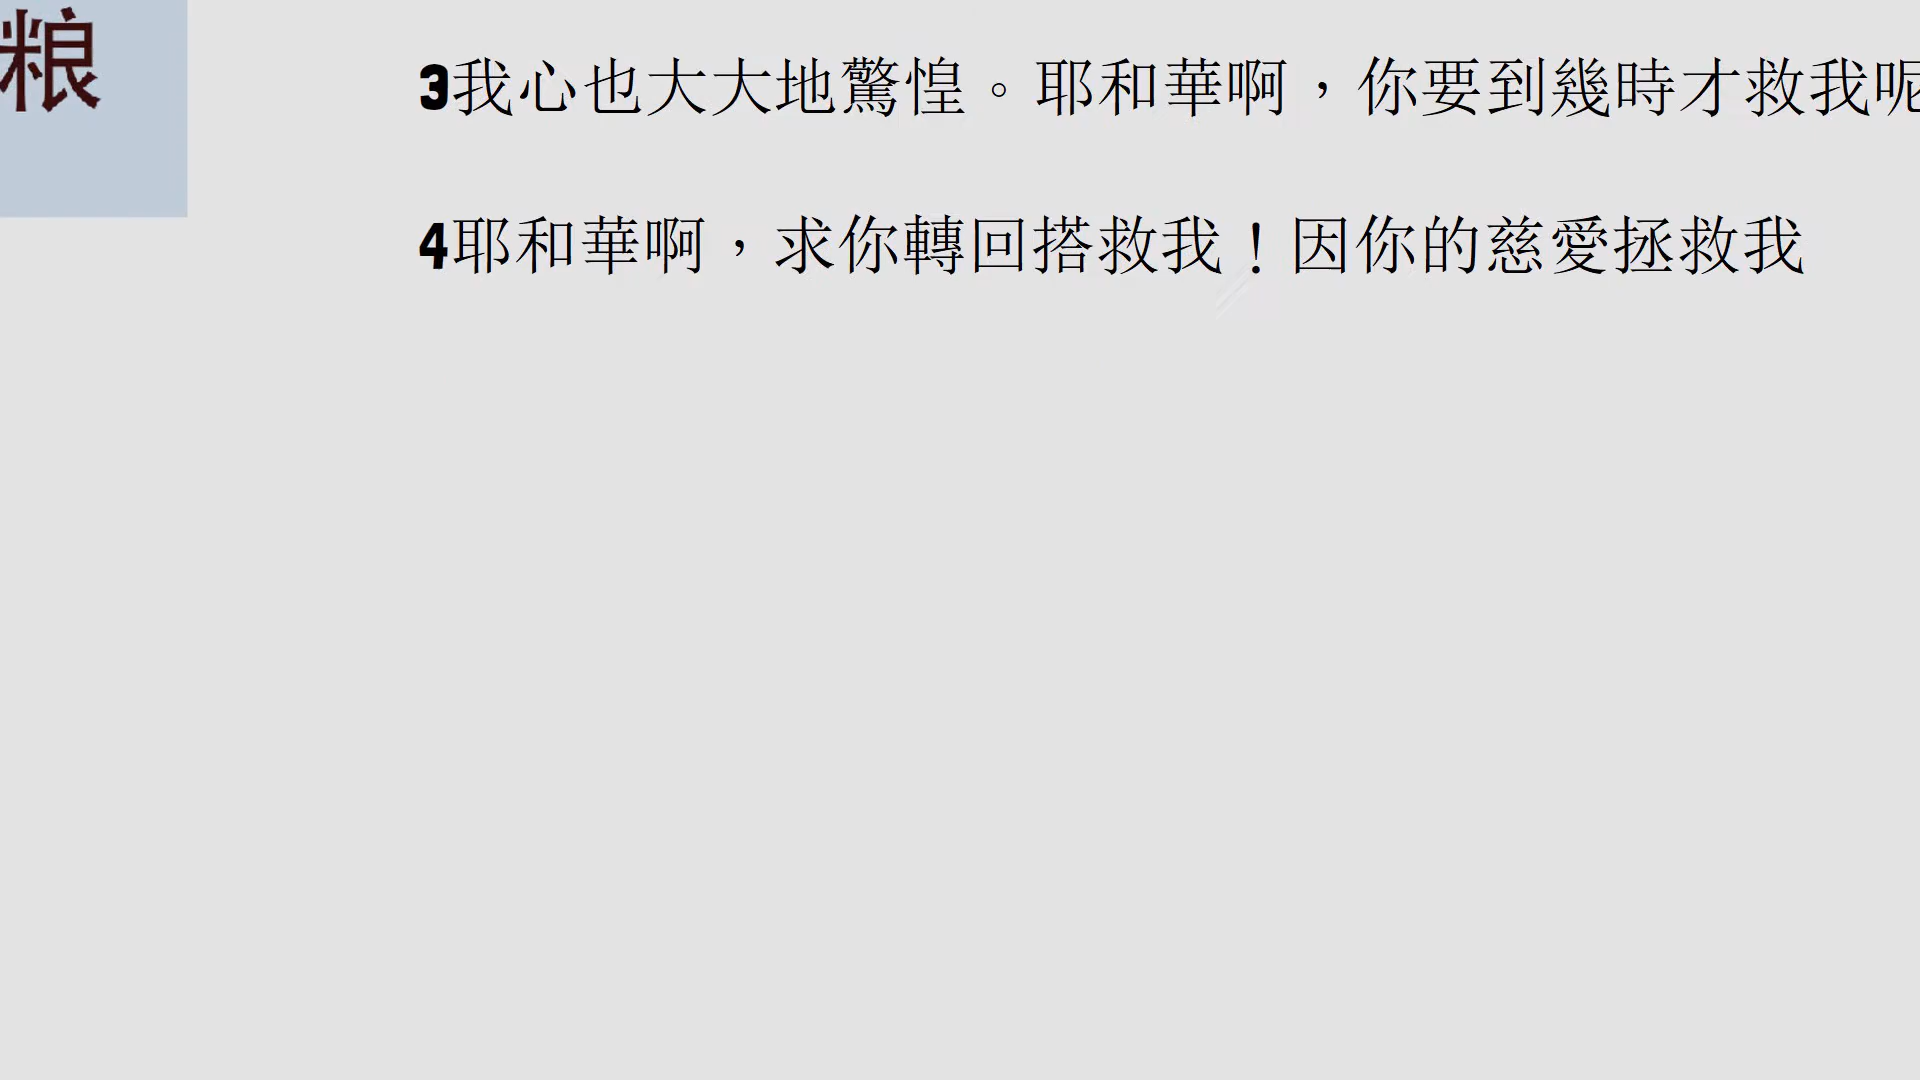 粮
3我心也大大地驚惶。耶和華啊，你要到幾時才救我呢
4耶和華啊，求你轉回搭救我！因你的慈愛拯救我